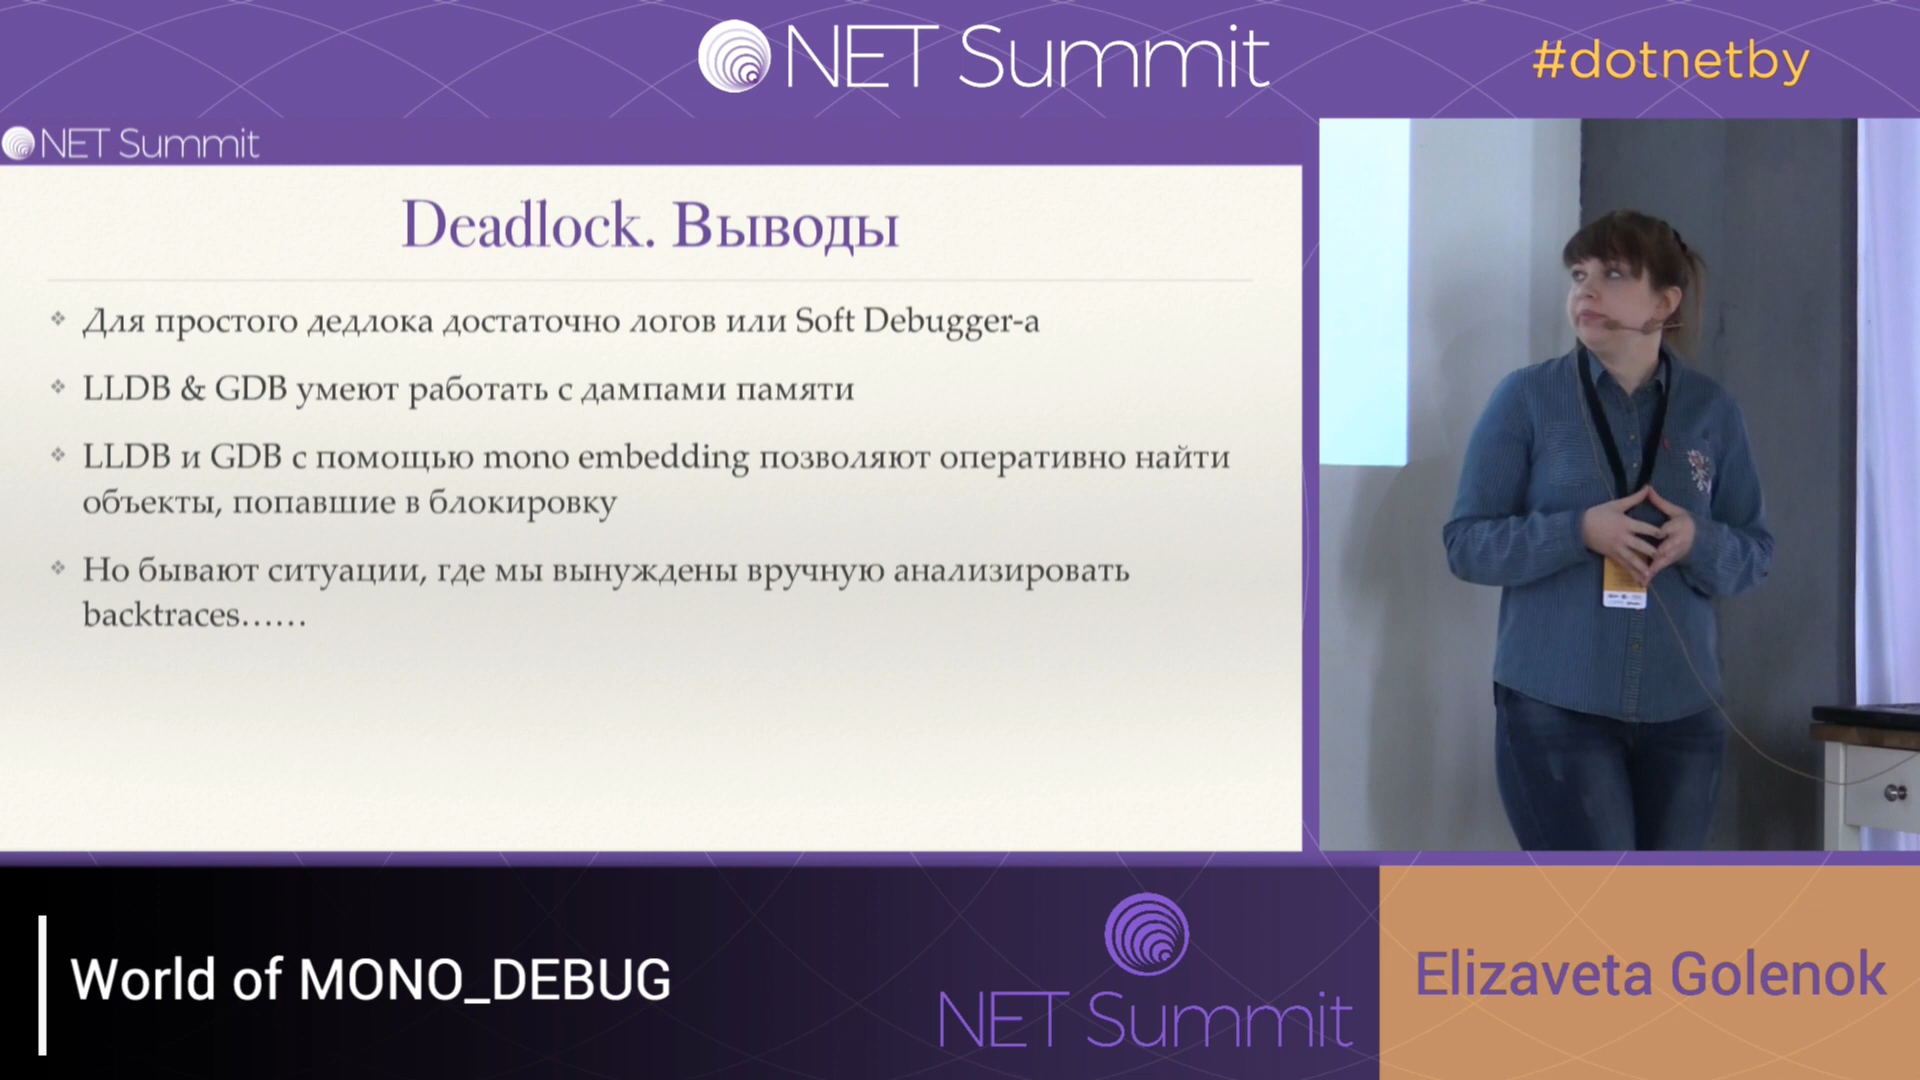 NET Summit
#dotnetby
NET Summit
Deadlock. Выводы
Для простого дедлока достаточно логов или Soft Debugger-а
LLDB & GDB умеют работать с дампами памяти
LLDB и GDB с помощью mono embedding позволяют оперативно найти
объекты, попавшие в блокировку
Но бывают ситуации, где мы вынуждены вручную анализировать
backtraces......
World of MONO_DEBUG
NET Summit
Elizaveta Golenok